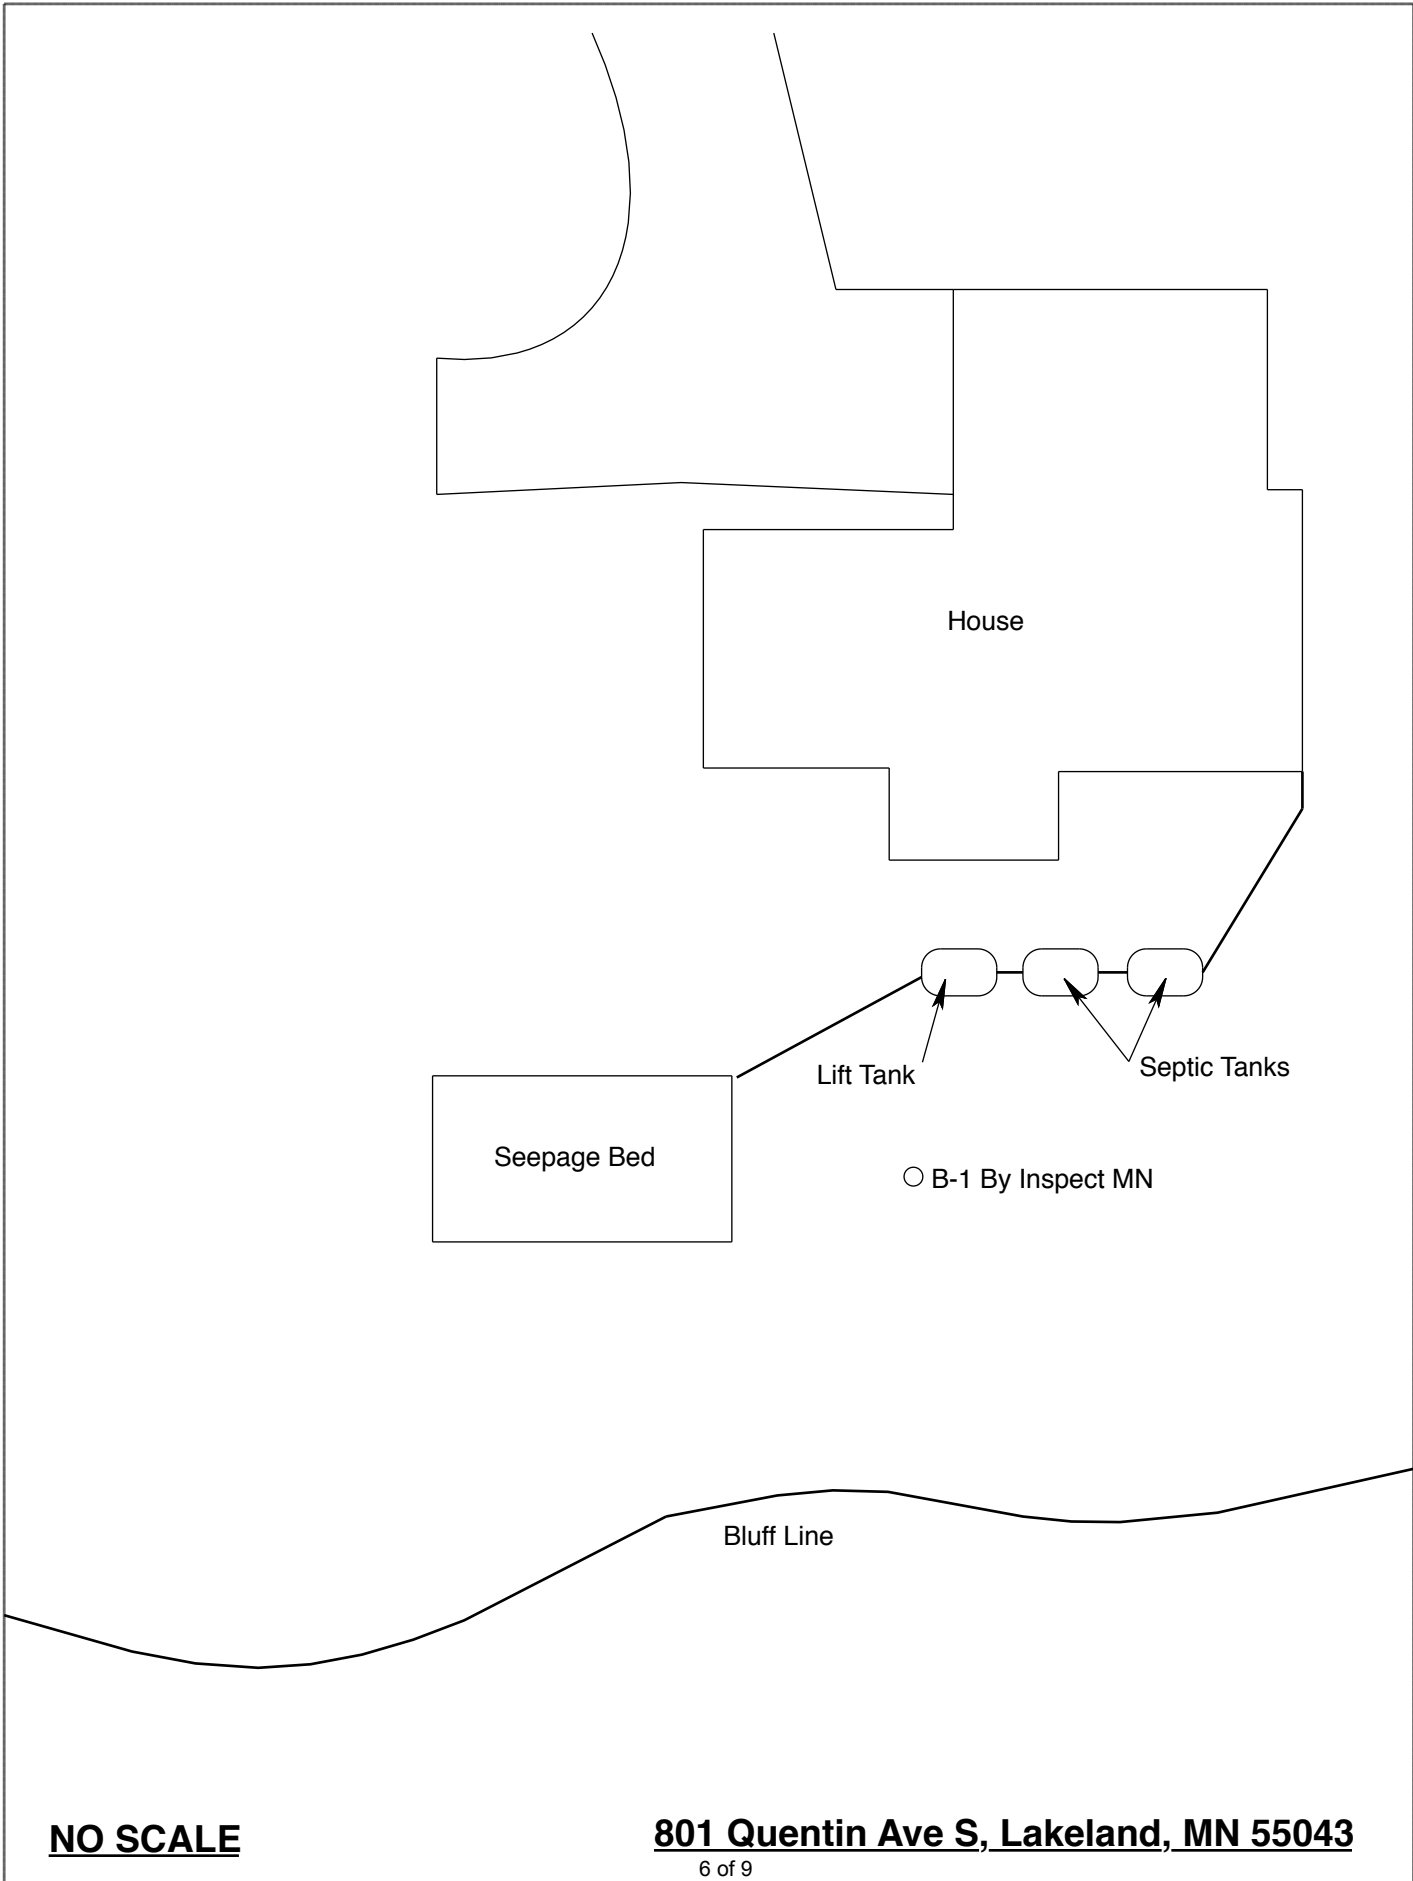 House
Lift Tank
Septic Tanks
Seepage Bed
B-1 By Inspect MN
Bluff Line
NO SCALE
801 Quentin Ave S, Lakeland, MN 55043
6 of 9